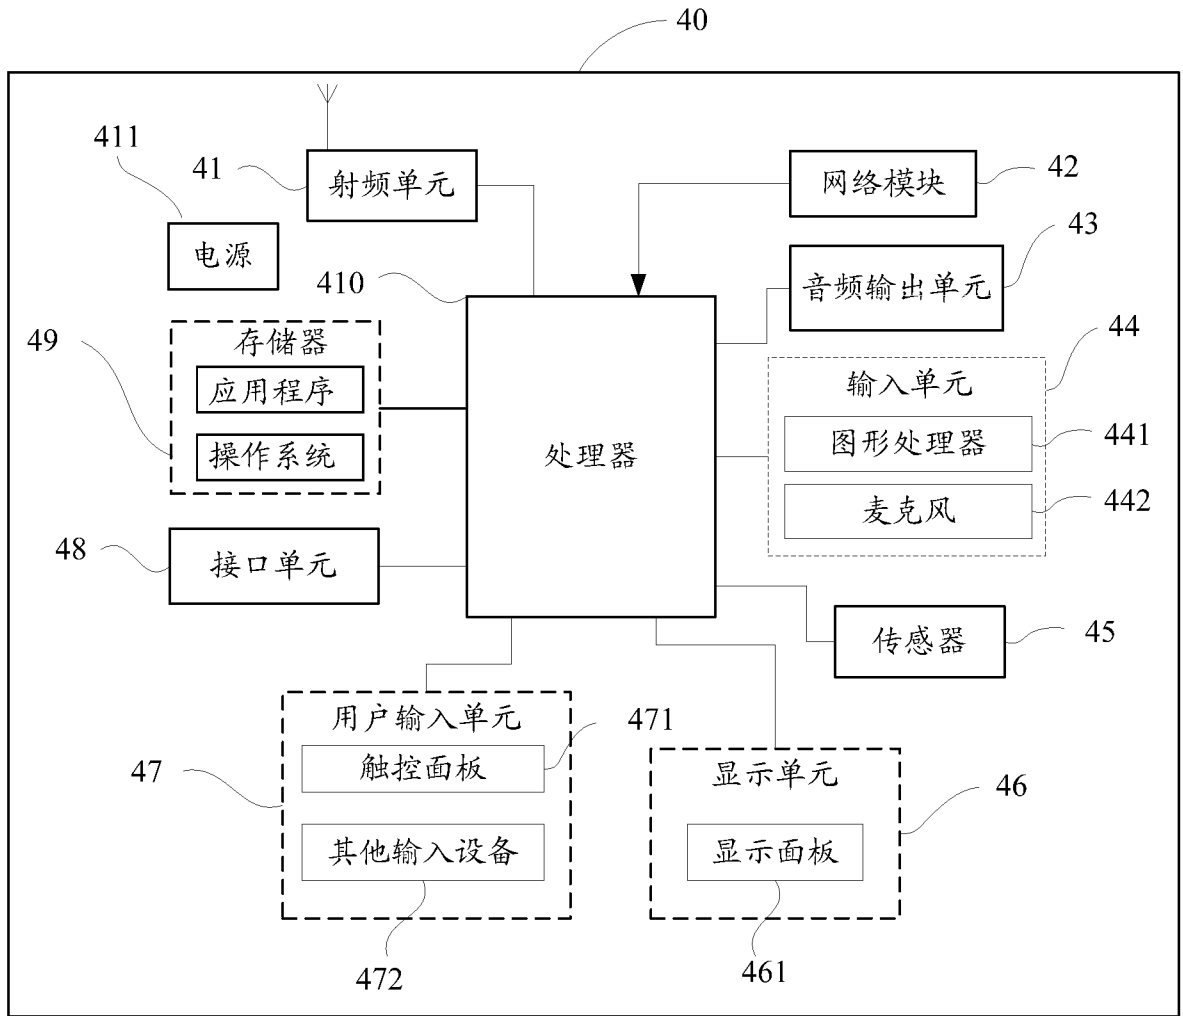 40
411
41
射频单元
网络模块
42
电源
410
音频输出单元
43
49
存储器
应用程序
操作系统
处理器
44
输入单元
图形处理器
441
麦克风
442
48
接口单元
传感器
45
用户输入单元
471
47
触控面板
其他输入设备
472
显示单元
46
显示面板
461